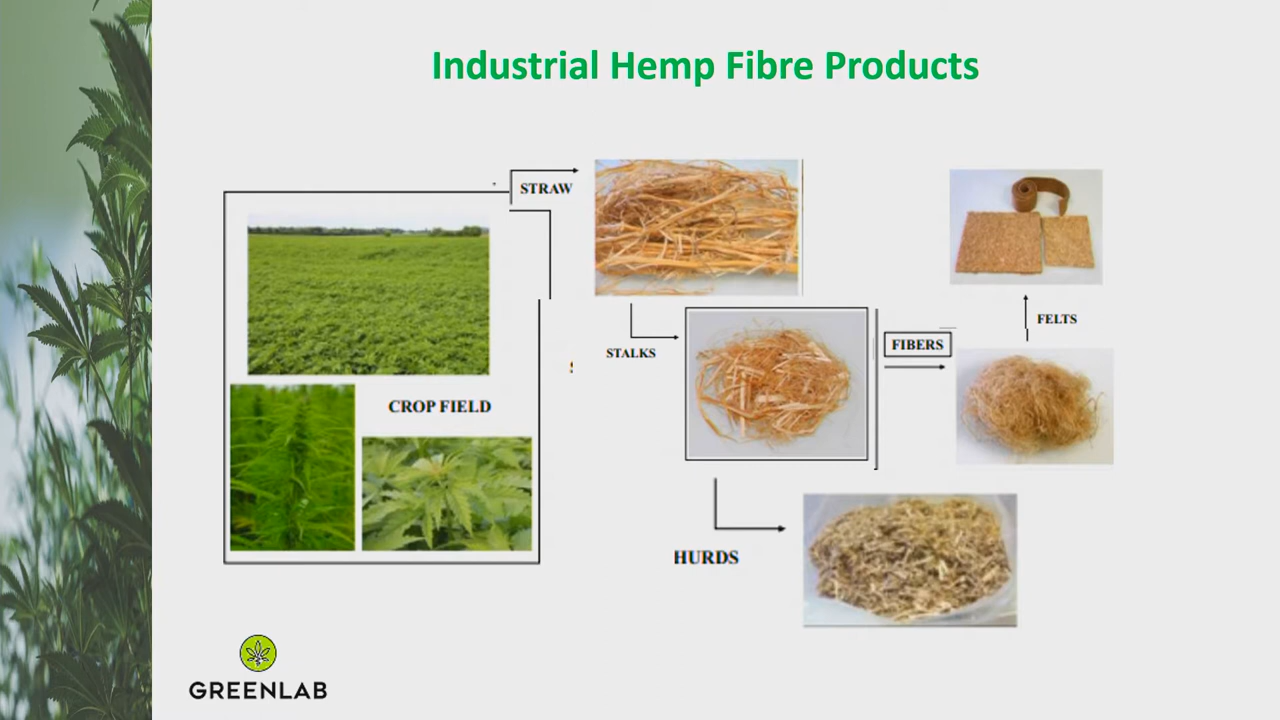 Industrial Hemp Fibre Products
STRAW
CROP FIELD
STALKS
FIBERS
FELTS
HURDS
GREENLAB